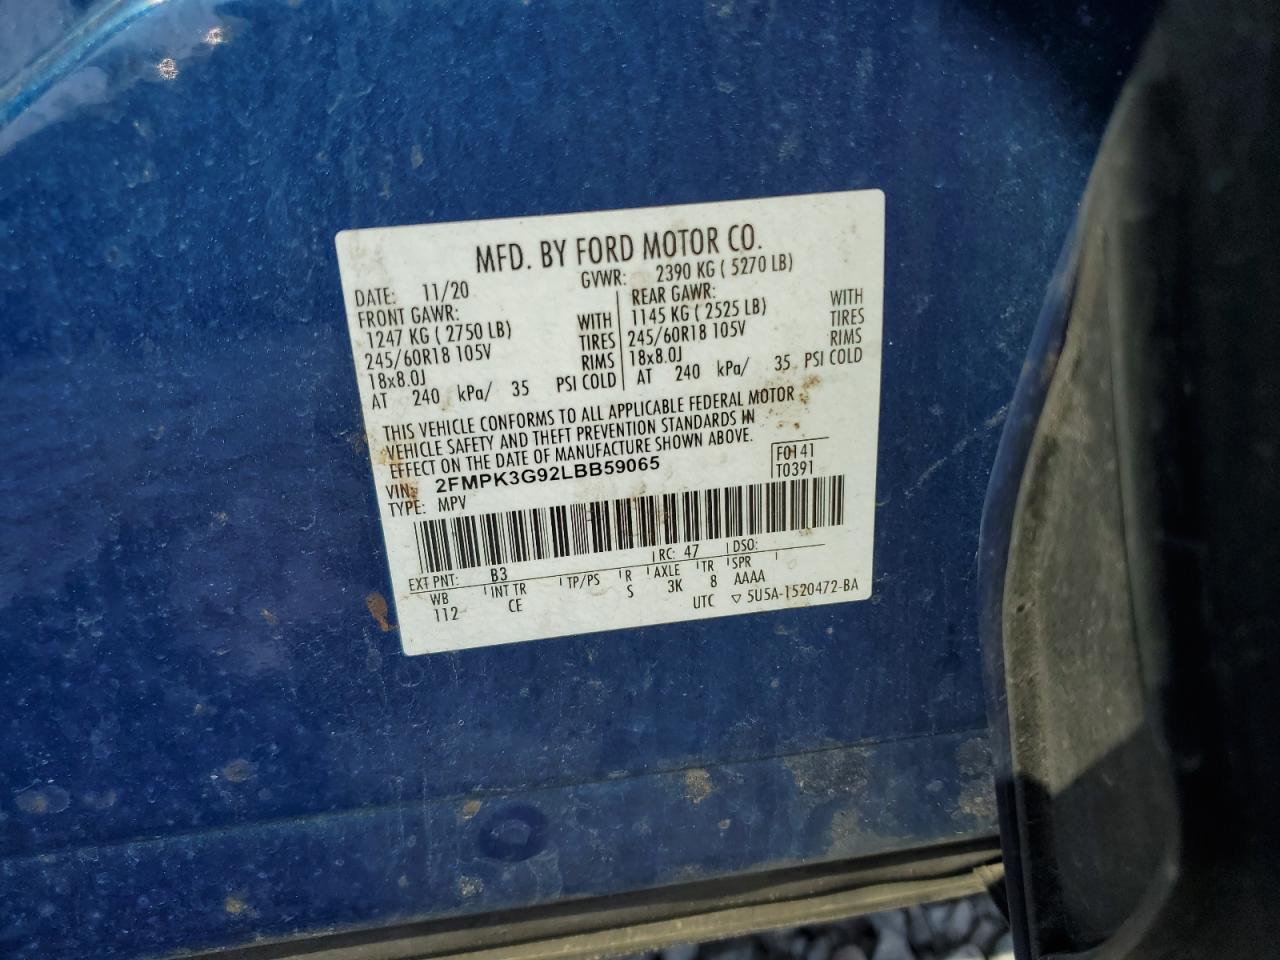 MFD. BY FORD MOTOR CO.
DATE: 11/20 GVWR: 2390 KG ( 5270 LB)
FRONT GAWR: REAR GAWR:
1247 KG ( 2750 LB) WITH 1145 KG ( 2525 LB) WITH
245/60R18 105V TIRES 245/60R18 105V TIRES
18x8.0J RIMS 18x8.0J RIMS
AT 240 kPa/ 35 PSI COLD AT 240 kPa/ 35 PSI COLD
THIS VEHICLE CONFORMS TO ALL APPLICABLE FEDERAL MOTOR
VEHICLE SAFETY AND THEFT PREVENTION STANDARDS IN
EFFECT ON THE DATE OF MANUFACTURE SHOWN ABOVE.
VIN: 2FMPK3G92LBB59065 F0141
TYPE: MPV T0391
EXT PNT: B3 RC: 47 DSO:
WB INT TR TP/PS R AXLE TR SPR
112 CE S 3K 8 AAAA
UTC ▽ 5U5A-1520472-BA